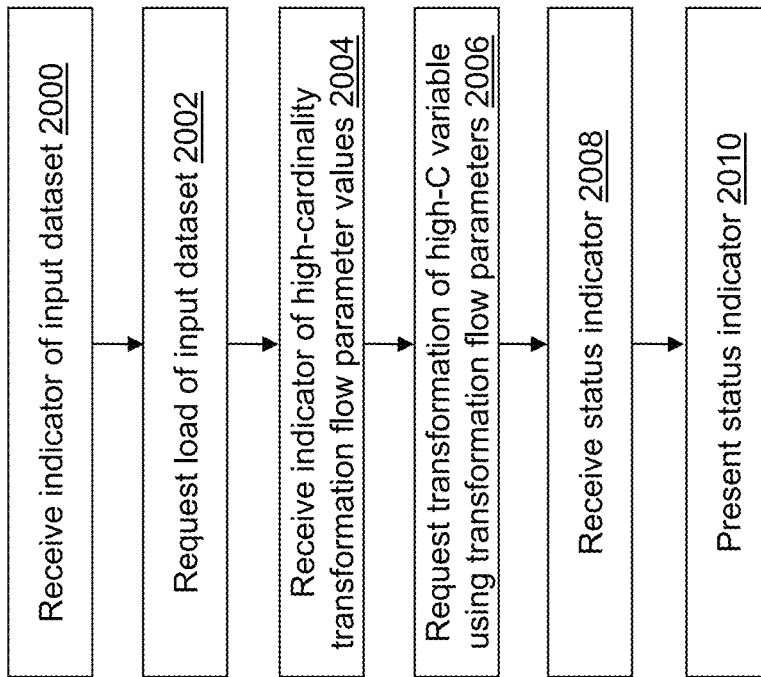 Receive indicator of input dataset 2000
Request load of input dataset 2002
Receive indicator of high-cardinality
transformation flow parameter values 2004
Request transformation of high-C variable
using transformation flow parameters 2006
Receive status indicator 2008
Present status indicator 2010